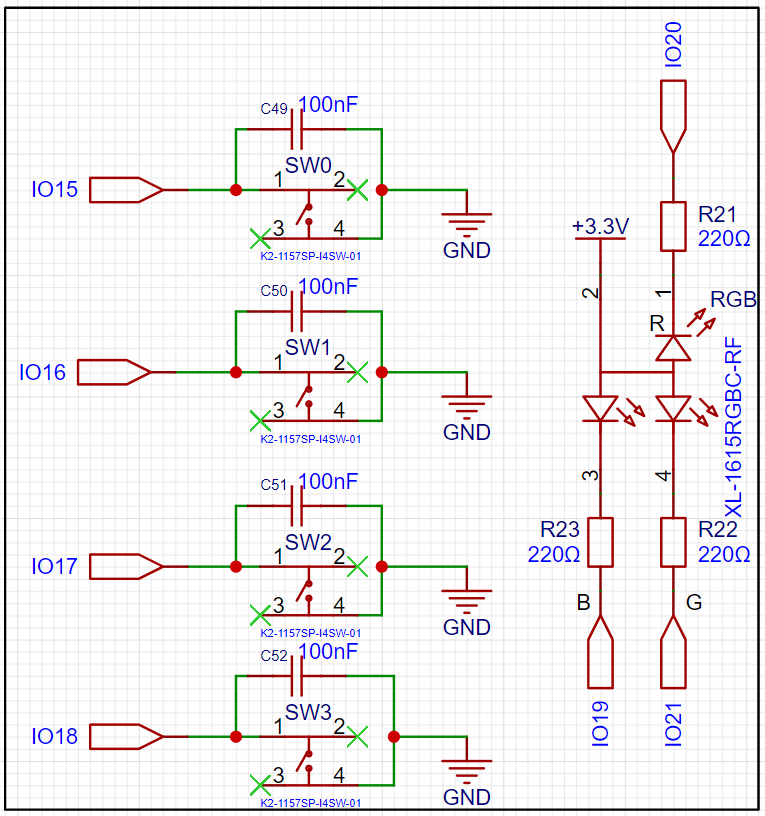 C49 100nF
SW0
IO15
1 2
3 4
K2-1157SP-I4SW-01
GND
C50 100nF
SW1
IO16
1 2
3 4
K2-1157SP-I4SW-01
GND
C51 100nF
SW2
IO17
1 2
3 4
K2-1157SP-I4SW-01
GND
C52 100nF
SW3
IO18
1 2
3 4
K2-1157SP-I4SW-01
GND
IO20
R21
220Ω
+3.3V
2
1
RGB
R
XL-1615RGBC-RF
3
4
R23
220Ω
R22
220Ω
B
G
IO19
IO21